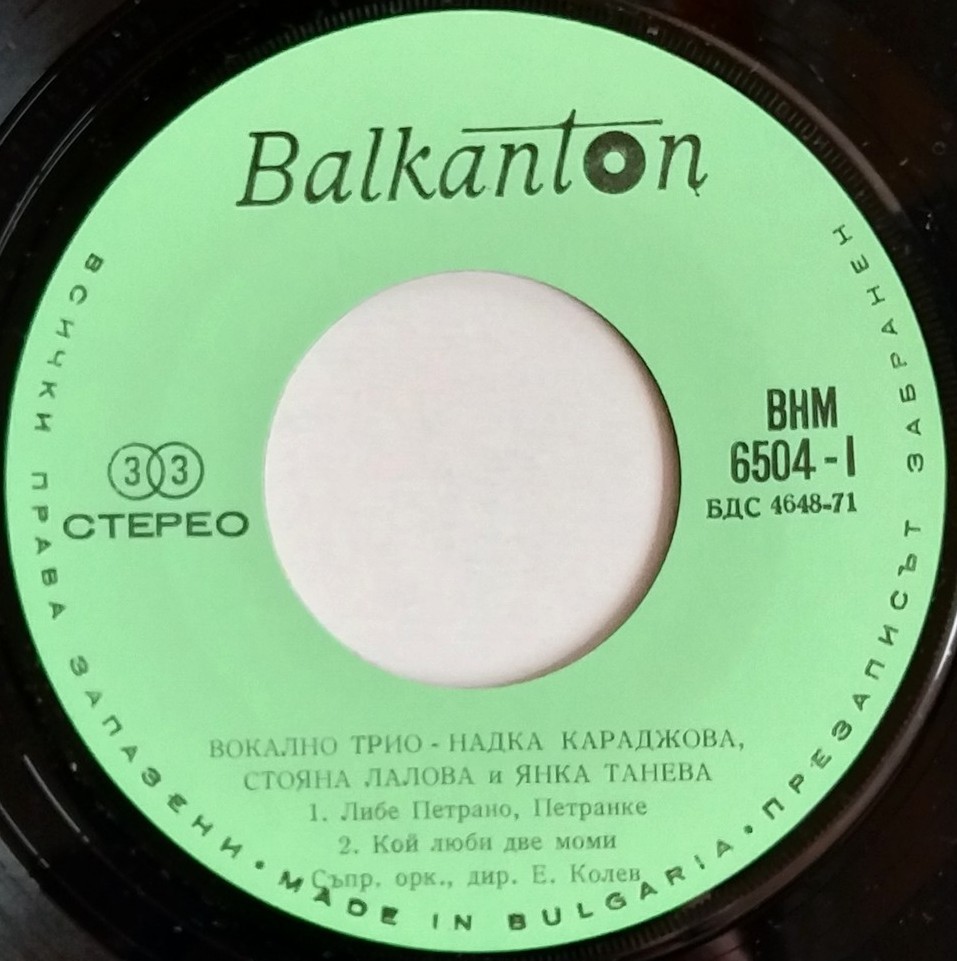 Balkanton
ВСИЧКИ ПРАВА ЗАПАЗЕНИ • MADE IN BULGARIA • ПРЕЗАПИСЪТ ЗАБРАНЕН
33
СТЕРЕО
ВНМ
6504-I
БДС 4648-71
ВОКАЛНО ТРИО - НАДКА КАРАДЖОВА,
СТОЯНА ЛАЛОВА и ЯНКА ТАНЕВА
1. Либе Петрано, Петранке
2. Кой люби две моми
Съпр. орк., дир. Е. Колев